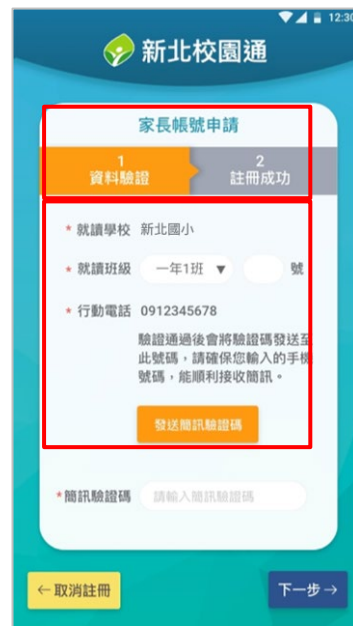 12:30
新北校園通
家長帳號申請
1 2
資料驗證 註冊成功
* 就讀學校 新北國小
* 就讀班級 一年1班 ▼ 號
* 行動電話 0912345678
驗證通過後會將驗證碼發送至
此號碼，請確保您輸入的手機
號碼，能順利接收簡訊。
發送簡訊驗證碼
*簡訊驗證碼 請輸入簡訊驗證碼
←取消註冊 下一步→